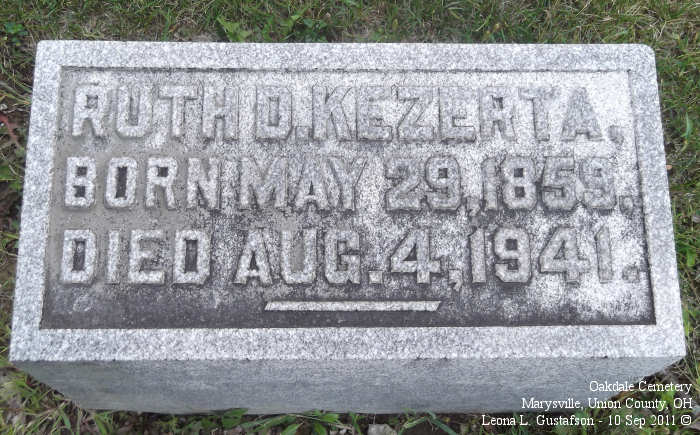 RUTH D. KEZERTA,
BORN MAY 29, 1859.
DIED AUG. 4, 1941.
Oakdale Cemetery
Marysville, Union County, OH
Leona L. Gustafson - 10 Sep 2011 ©